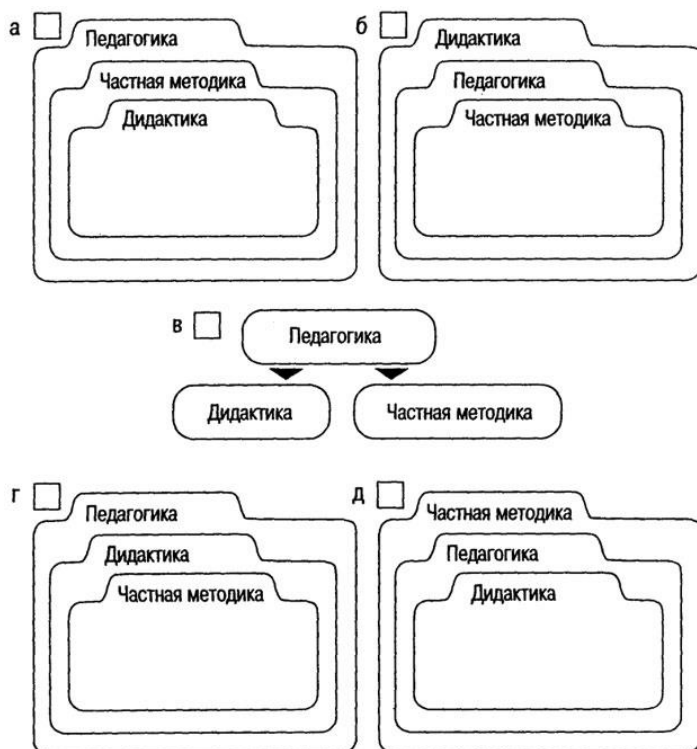 а
Педагогика
Частная методика
Дидактика
б
Дидактика
Педагогика
Частная методика
в
Педагогика
Дидактика
Частная методика
г
Педагогика
Дидактика
Частная методика
д
Частная методика
Педагогика
Дидактика